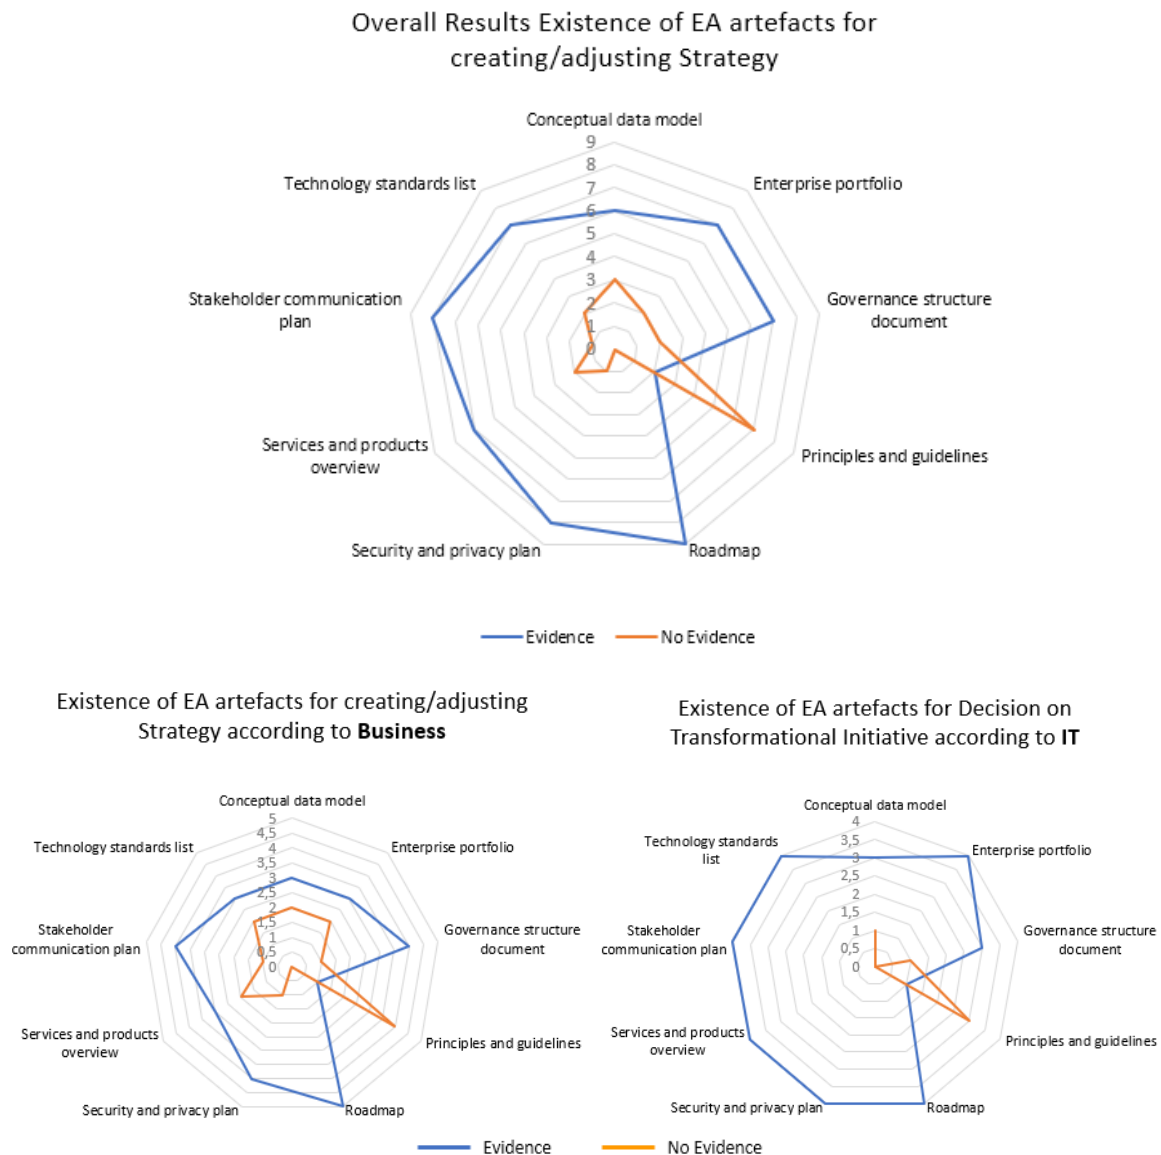 Overall Results Existence of EA artefacts for
creating/adjusting Strategy
Conceptual data model
9
8
7
6
5
4
3
2
1
0
Enterprise portfolio
Governance structure
document
Principles and guidelines
Roadmap
Security and privacy plan
Services and products
overview
Stakeholder communication
plan
Technology standards list
Evidence
No Evidence
Existence of EA artefacts for creating/adjusting
Strategy according to Business
Conceptual data model
5
4,5
4
3,5
3
2,5
2
1,5
1
0,5
0
Enterprise portfolio
Governance structure
document
Principles and guidelines
Roadmap
Security and privacy plan
Services and products
overview
Stakeholder
communication plan
Technology standards list
Existence of EA artefacts for Decision on
Transformational Initiative according to IT
Conceptual data model
4
3,5
3
2,5
2
1,5
1
0,5
0
Enterprise portfolio
Governance structure
document
Principles and guidelines
Roadmap
Security and privacy plan
Services and products
overview
Stakeholder
communication plan
Technology standards
list
Evidence
No Evidence